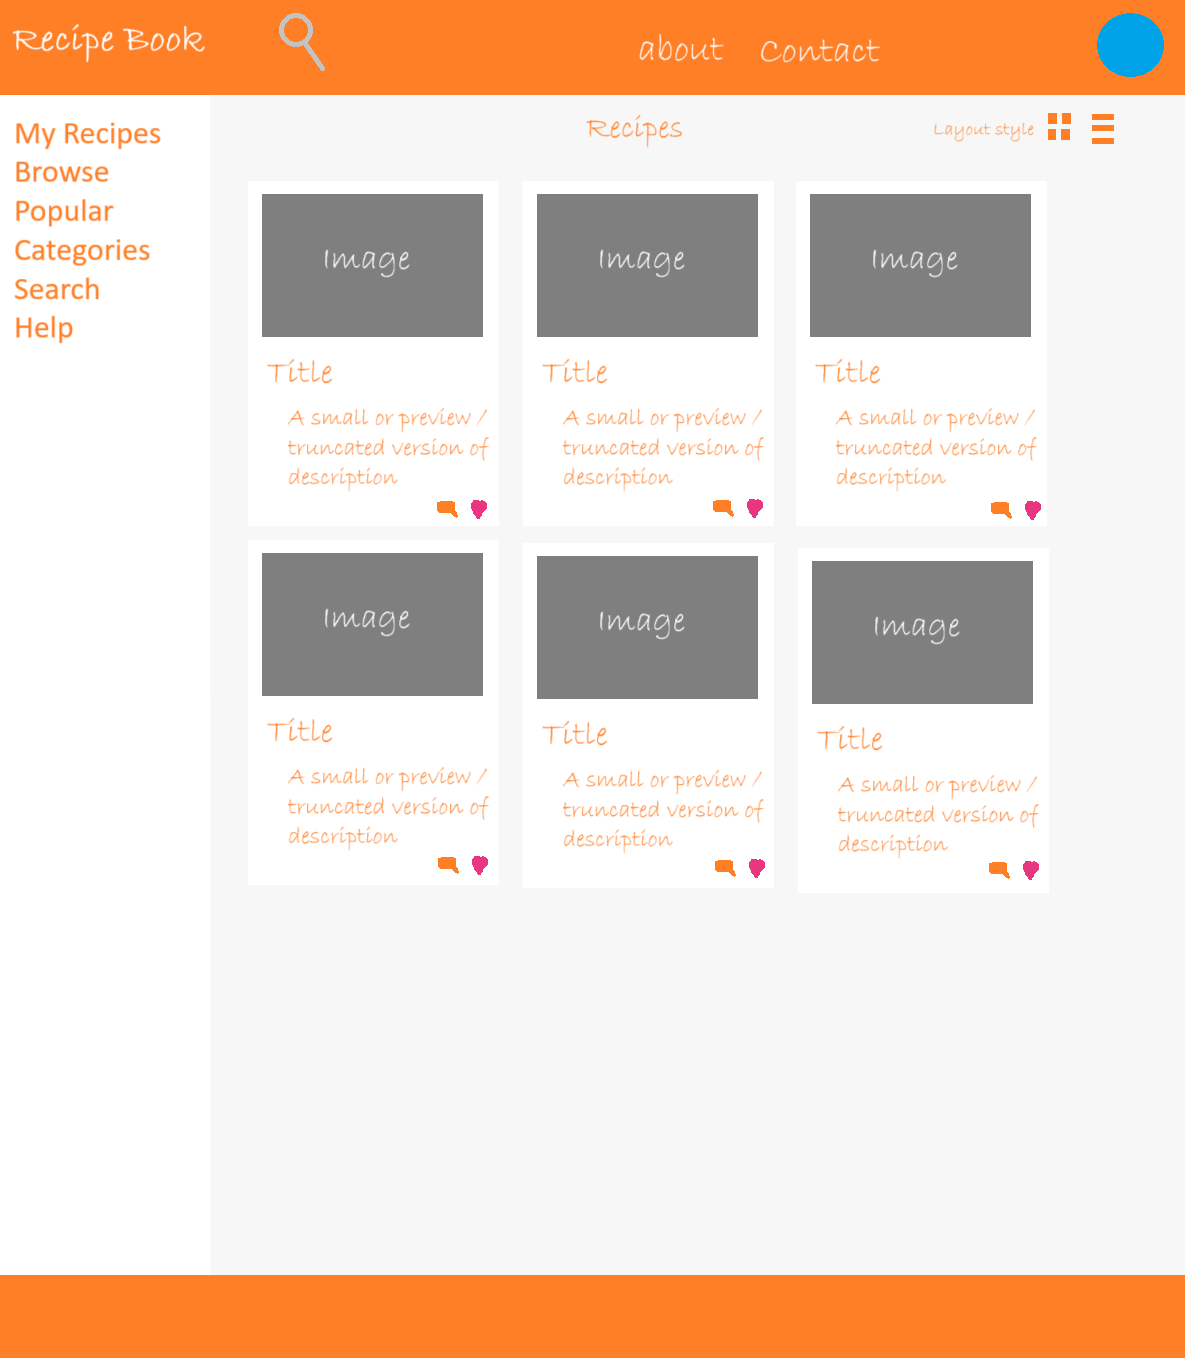 Recipe Book
about
Contact
My Recipes
Browse
Popular
Categories
Search
Help
Recipes
Layout style
Image
Title
A small or preview /
truncated version of
description
Image
Title
A small or preview /
truncated version of
description
Image
Title
A small or preview /
truncated version of
description
Image
Title
A small or preview /
truncated version of
description
Image
Title
A small or preview /
truncated version of
description
Image
Title
A small or preview /
truncated version of
description